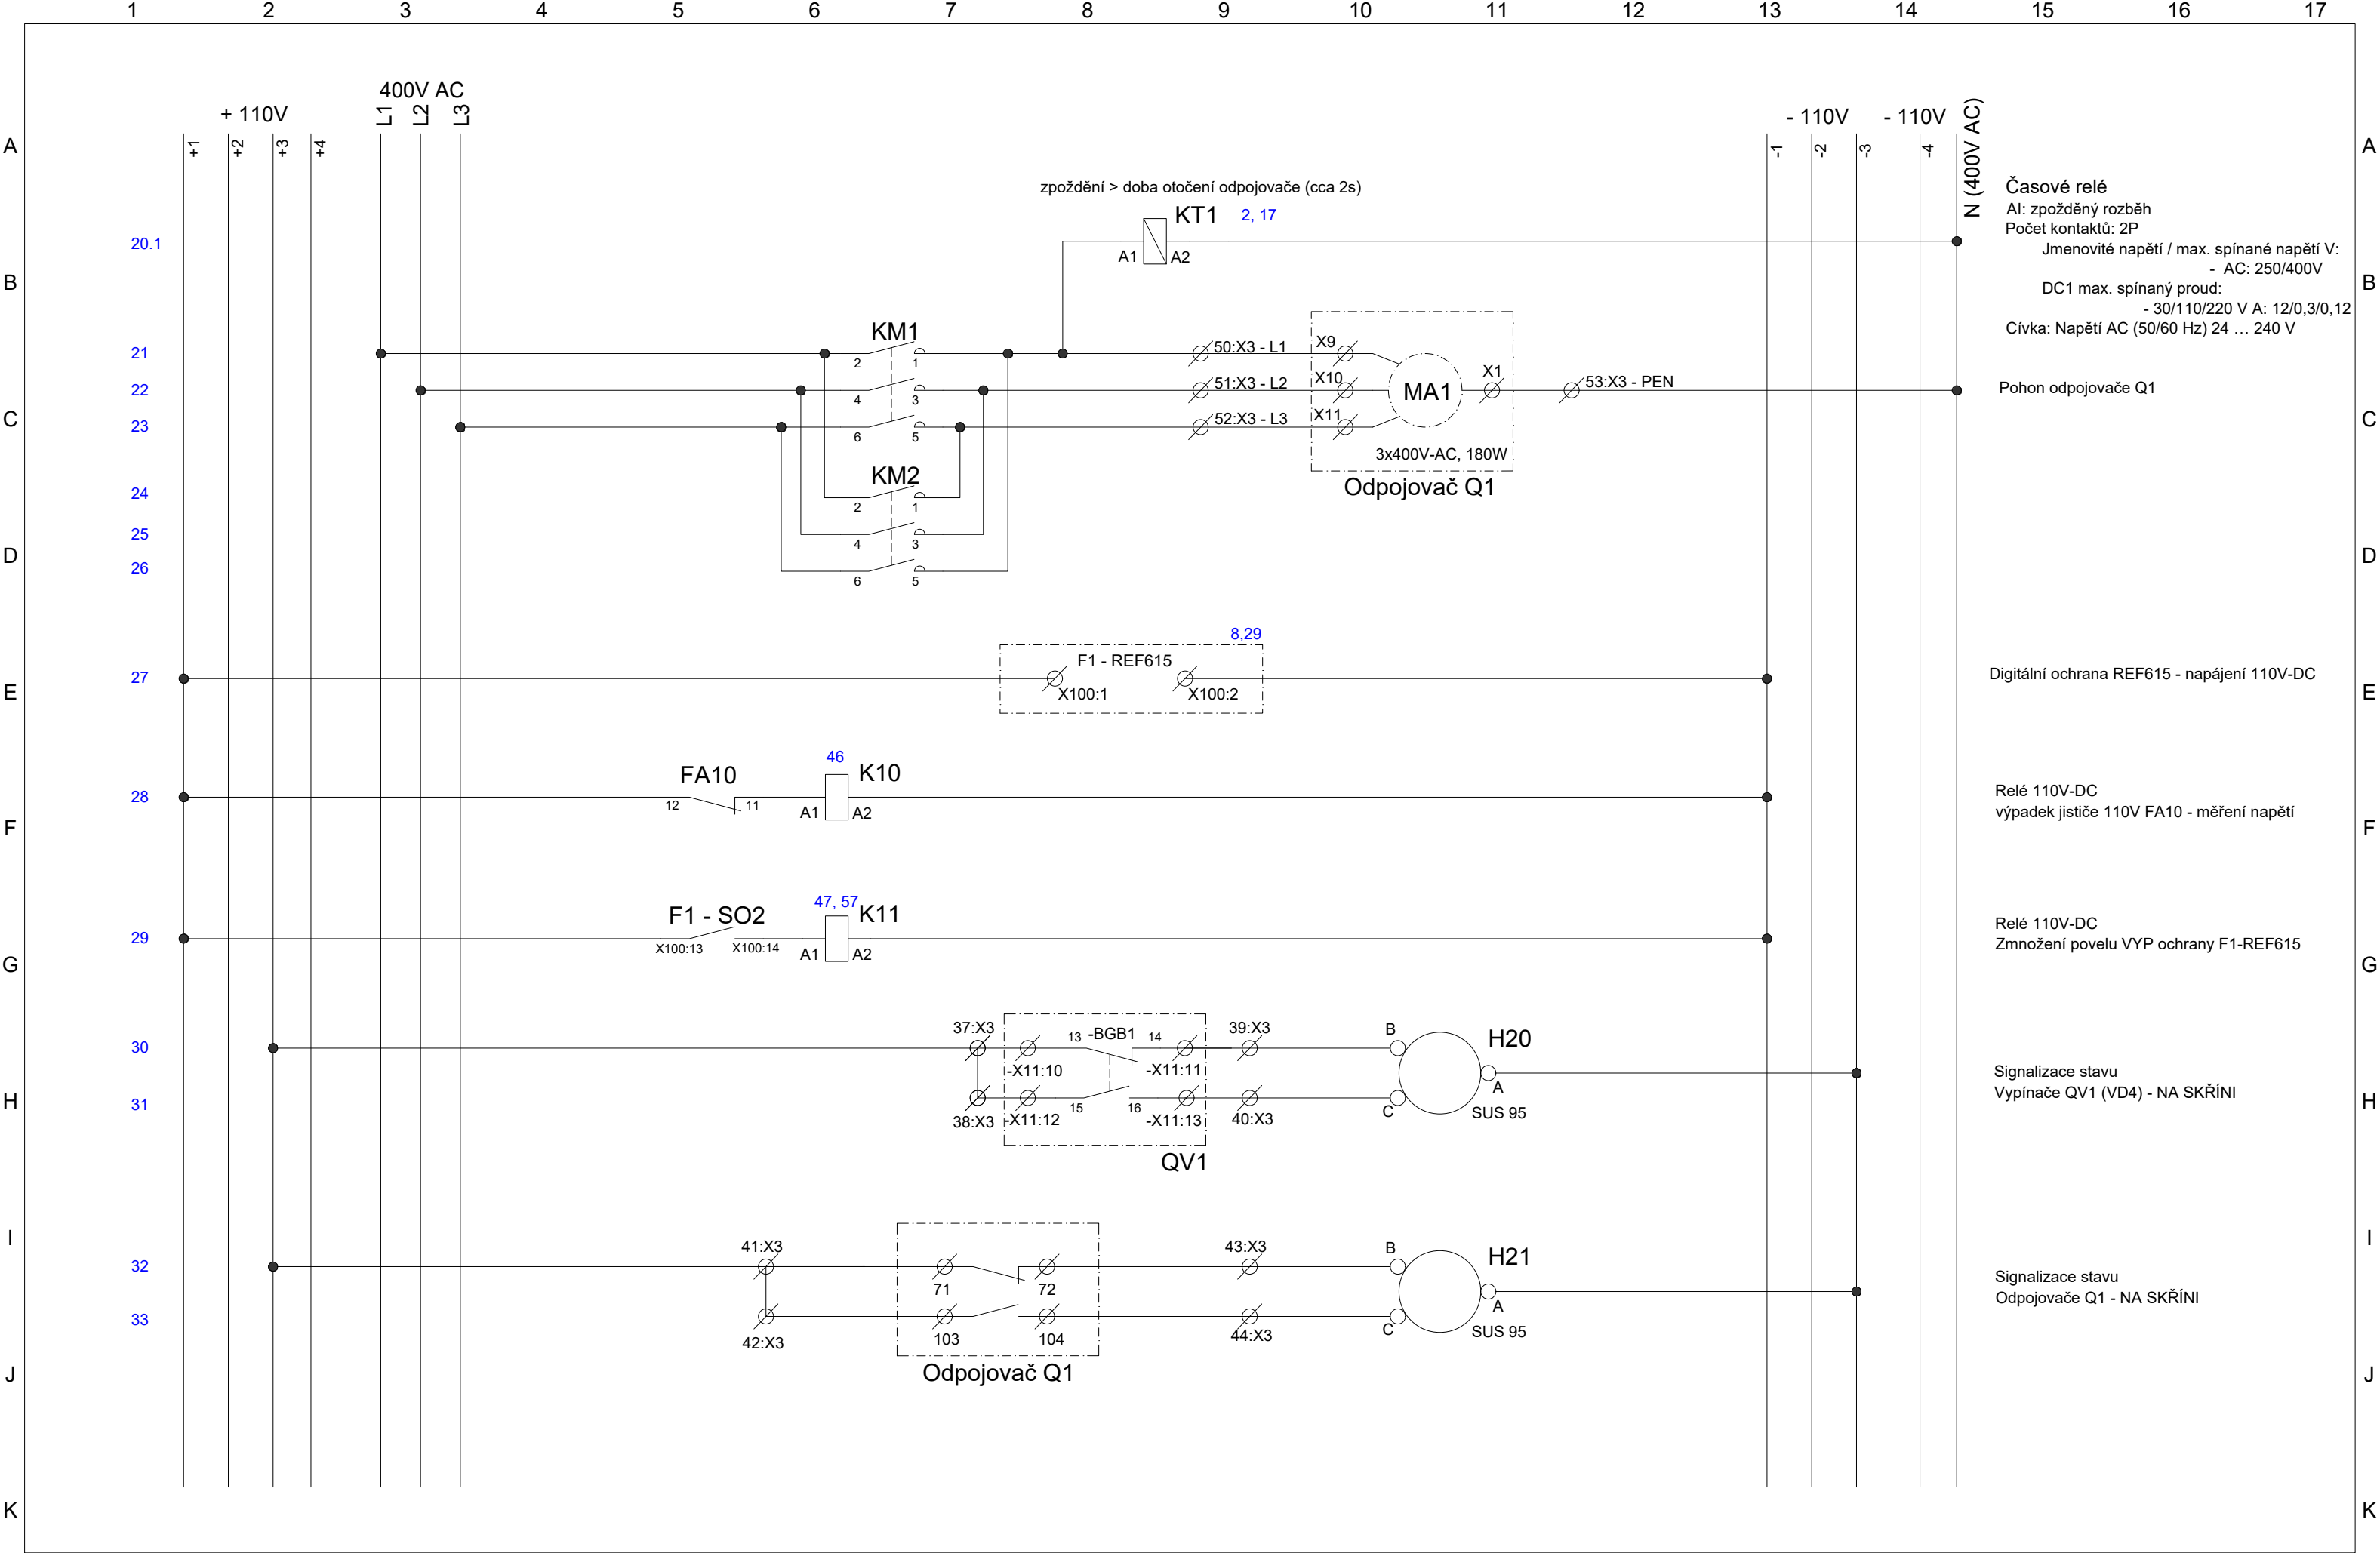 1 2 3 4 5 6 7 8 9 10 11 12 13 14 15 16 17
400V AC
+ 110V
L1 L2 L3
- 110V - 110V
N (400V AC)
A +1 +2 +3 +4 -1 -2 -3 -4 A
zpoždění > doba otočení odpojovače (cca 2s)
KT1 2, 17
20.1
A1 A2
Časové relé
AI: zpožděný rozběh
Počet kontaktů: 2P
Jmenovité napětí / max. spínané napětí V:
- AC: 250/400V
DC1 max. spínaný proud:
- 30/110/220 V A: 12/0,3/0,12
Cívka: Napětí AC (50/60 Hz) 24 … 240 V
B B
KM1
21 2 1 50:X3 - L1 X9
22 4 3 51:X3 - L2 X10 MA1 X1 53:X3 - PEN Pohon odpojovače Q1
C C
23 6 5 52:X3 - L3 X11
3x400V-AC, 180W
Odpojovač Q1
KM2
24 2 1
25 4 3
D D
26 6 5
8,29
F1 - REF615
27 X100:1 X100:2 Digitální ochrana REF615 - napájení 110V-DC
E E
46
FA10 K10
28 12 11 A1 A2
Relé 110V-DC
výpadek jističe 110V FA10 - měření napětí
F F
47, 57
F1 - SO2 K11
29 X100:13 X100:14 A1 A2
Relé 110V-DC
Zmnožení povelu VYP ochrany F1-REF615
G G
37:X3 13 -BGB1 14 39:X3 B H20
30 -X11:10 -X11:11
A
Signalizace stavu
Vypínače QV1 (VD4) - NA SKŘÍNI
H H
31 38:X3 -X11:12 15 16 -X11:13 40:X3 C SUS 95
QV1
I I
41:X3 43:X3 B H21
32 71 72
A
Signalizace stavu
Odpojovače Q1 - NA SKŘÍNI
33 42:X3 103 104 44:X3 C SUS 95
Odpojovač Q1
J J
K K